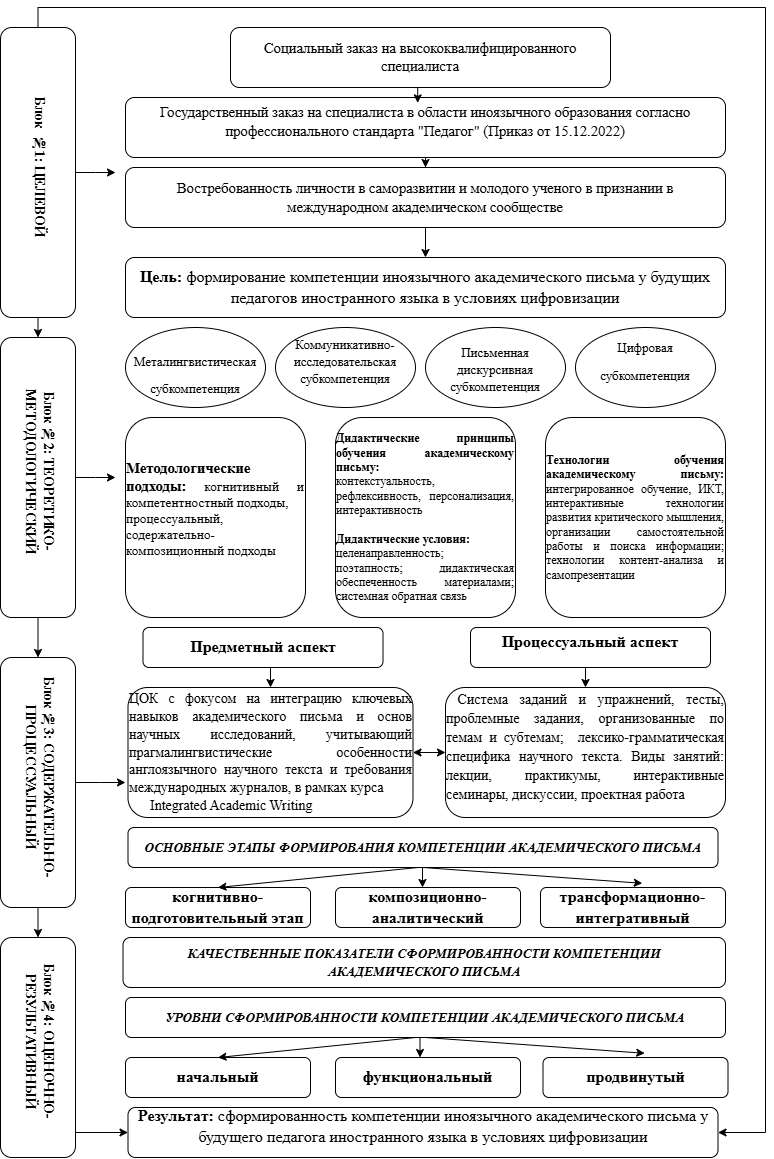 Блок №1: ЦЕЛЕВОЙ
Социальный заказ на высококвалифицированного
специалиста
Государственный заказ на специалиста в области иноязычного образования согласно
профессионального стандарта "Педагог" (Приказ от 15.12.2022)
Востребованность личности в саморазвитии и молодого ученого в признании в
международном академическом сообществе
Цель: формирование компетенции иноязычного академического письма у будущих
педагогов иностранного языка в условиях цифровизации
Блок №2: ТЕОРЕТИКО-
МЕТОДОЛОГИЧЕСКИЙ
Металингвистическая
субкомпетенция
Коммуникативно-
исследовательская
субкомпетенция
Письменная
дискурсивная
субкомпетенция
Цифровая
субкомпетенция
Методологические
подходы: когнитивный и
компетентностный подходы,
процессуальный,
содержательно-
композиционный подходы
Дидактические принципы
обучения академическому
письму:
контекстуальность,
рефлексивность, персонализация,
интерактивность
Дидактические условия:
целенаправленность;
поэтапность; дидактическая
обеспеченность материалами;
системная обратная связь
Технологии обучения
академическому письму:
интегрированное обучение, ИКТ,
интерактивные технологии
развития критического мышления,
организации самостоятельной
работы и поиска информации;
технологии контент-анализа и
самопрезентации
Блок №3: СОДЕРЖАТЕЛЬНО-
ПРОЦЕССУАЛЬНЫЙ
Предметный аспект
Процессуальный аспект
ЦОК с фокусом на интеграцию ключевых
навыков академического письма и основ
научных исследований, учитывающий
прагмалингвистические особенности
англоязычного научного текста и требования
международных журналов, в рамках курса
Integrated Academic Writing
Система заданий и упражнений, тесты,
проблемные задания, организованные по
темам и субтемам; лексико-грамматическая
специфика научного текста. Виды занятий:
лекции, практикумы, интерактивные
семинары, дискуссии, проектная работа
ОСНОВНЫЕ ЭТАПЫ ФОРМИРОВАНИЯ КОМПЕТЕНЦИИ АКАДЕМИЧЕСКОГО ПИСЬМА
когнитивно-
подготовительный этап
композиционно-
аналитический
трансформационно-
интегративный
Блок №4: ОЦЕНОЧНО-
РЕЗУЛЬТАТИВНЫЙ
КАЧЕСТВЕННЫЕ ПОКАЗАТЕЛИ СФОРМИРОВАННОСТИ КОМПЕТЕНЦИИ
АКАДЕМИЧЕСКОГО ПИСЬМА
УРОВНИ СФОРМИРОВАННОСТИ КОМПЕТЕНЦИИ АКАДЕМИЧЕСКОГО ПИСЬМА
начальный
функциональный
продвинутый
Результат: сформированность компетенции иноязычного академического письма у
будущего педагога иностранного языка в условиях цифровизации